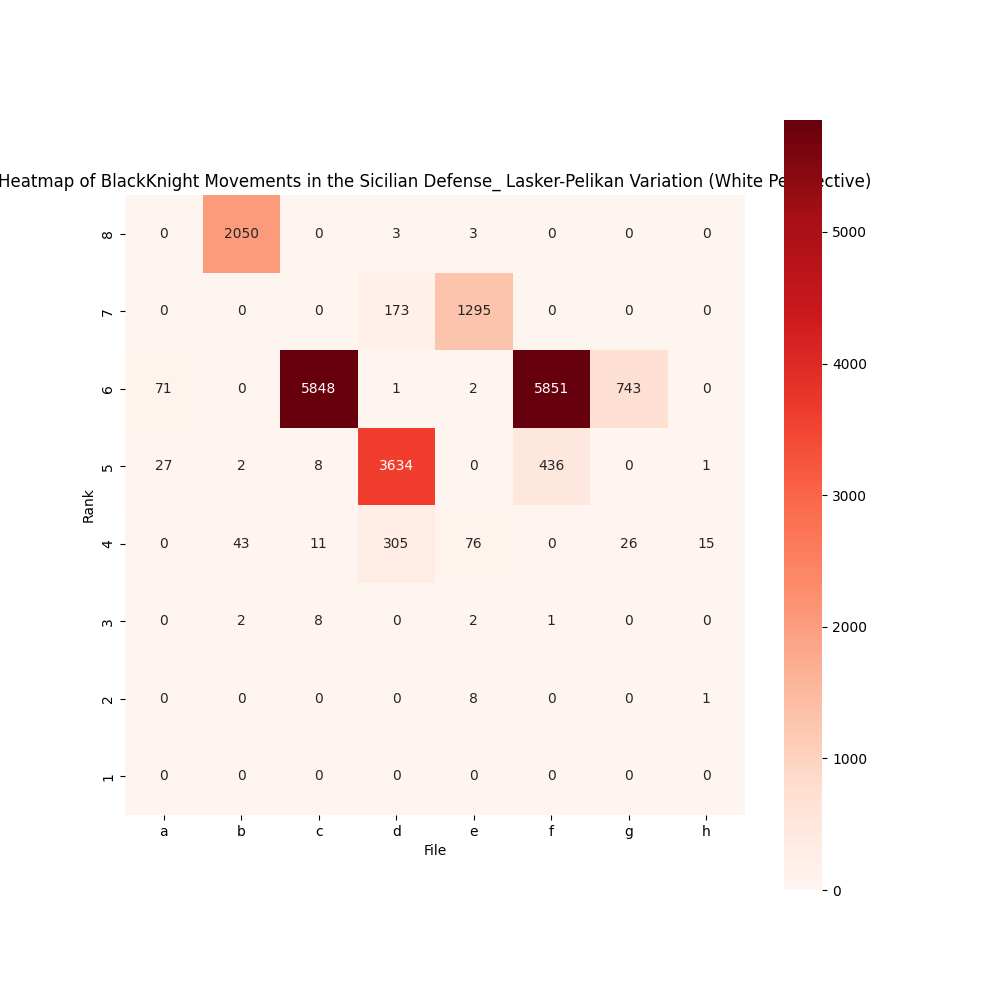 Heatmap of BlackKnight Movements in the Sicilian Defense_ Lasker-Pelikan Variation (White Pe    ective)
8 0 2050 0 3 3 0 0 0
7 0 0 0 173 1295 0 0 0
6 71 0 5848 1 2 5851 743 0
5 27 2 8 3634 0 436 0 1
4 0 43 11 305 76 0 26 15
3 0 2 8 0 2 1 0 0
2 0 0 0 0 8 0 0 1
1 0 0 0 0 0 0 0 0
Rank
a b c d e f g h
File
5000
4000
3000
2000
1000
0